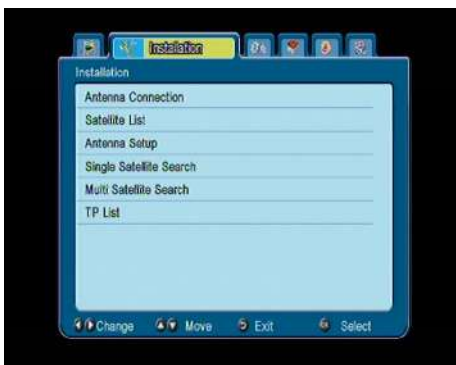 Installation
Installation
Antenna Connection
Satellite List
Antenna Setup
Single Satellite Search
Multi Satellite Search
TP List
Change Move Exit Select